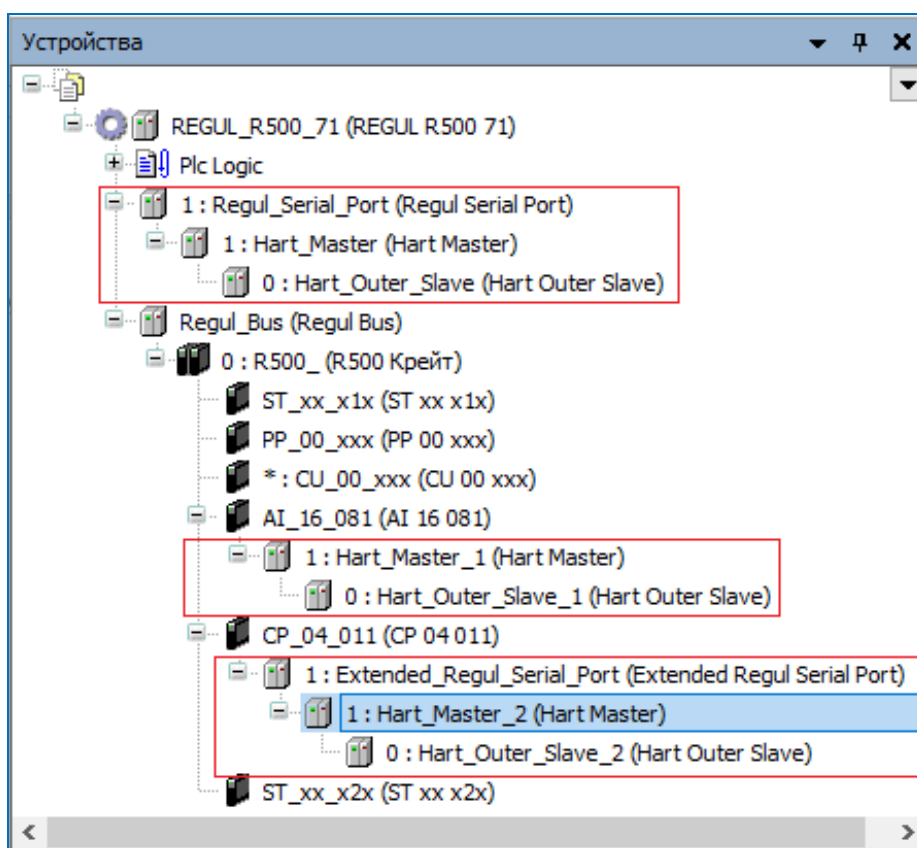 Устройства
REGUL_R500_71 (REGUL R500 71)
Plc Logic
1 : Regul_Serial_Port (Regul Serial Port)
1 : Hart_Master (Hart Master)
0 : Hart_Outer_Slave (Hart Outer Slave)
Regul_Bus (Regul Bus)
0 : R500_ (R500 Крейт)
ST_xx_x1x (ST xx x1x)
PP_00_xxx (PP 00 xxx)
* : CU_00_xxx (CU 00 xxx)
AI_16_081 (AI 16 081)
1 : Hart_Master_1 (Hart Master)
0 : Hart_Outer_Slave_1 (Hart Outer Slave)
CP_04_011 (CP 04 011)
1 : Extended_Regul_Serial_Port (Extended Regul Serial Port)
1 : Hart_Master_2 (Hart Master)
0 : Hart_Outer_Slave_2 (Hart Outer Slave)
ST_xx_x2x (ST xx x2x)